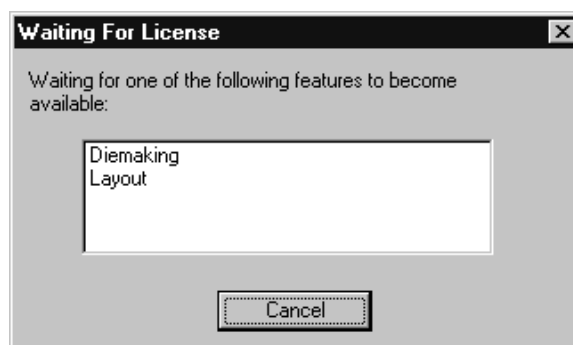 Waiting For License
Waiting for one of the following features to become
available:
Diemaking
Layout
Cancel